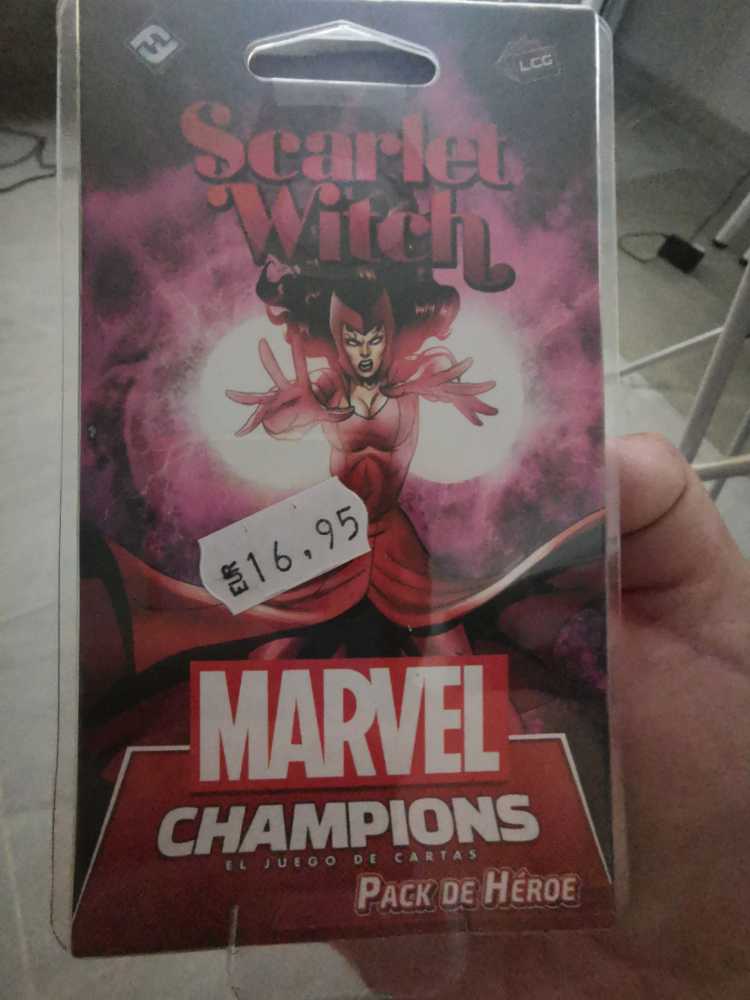 LCG
Scarlet
Witch
EUR 16,95
MARVEL
CHAMPIONS
EL JUEGO DE CARTAS
PACK DE HÉROE